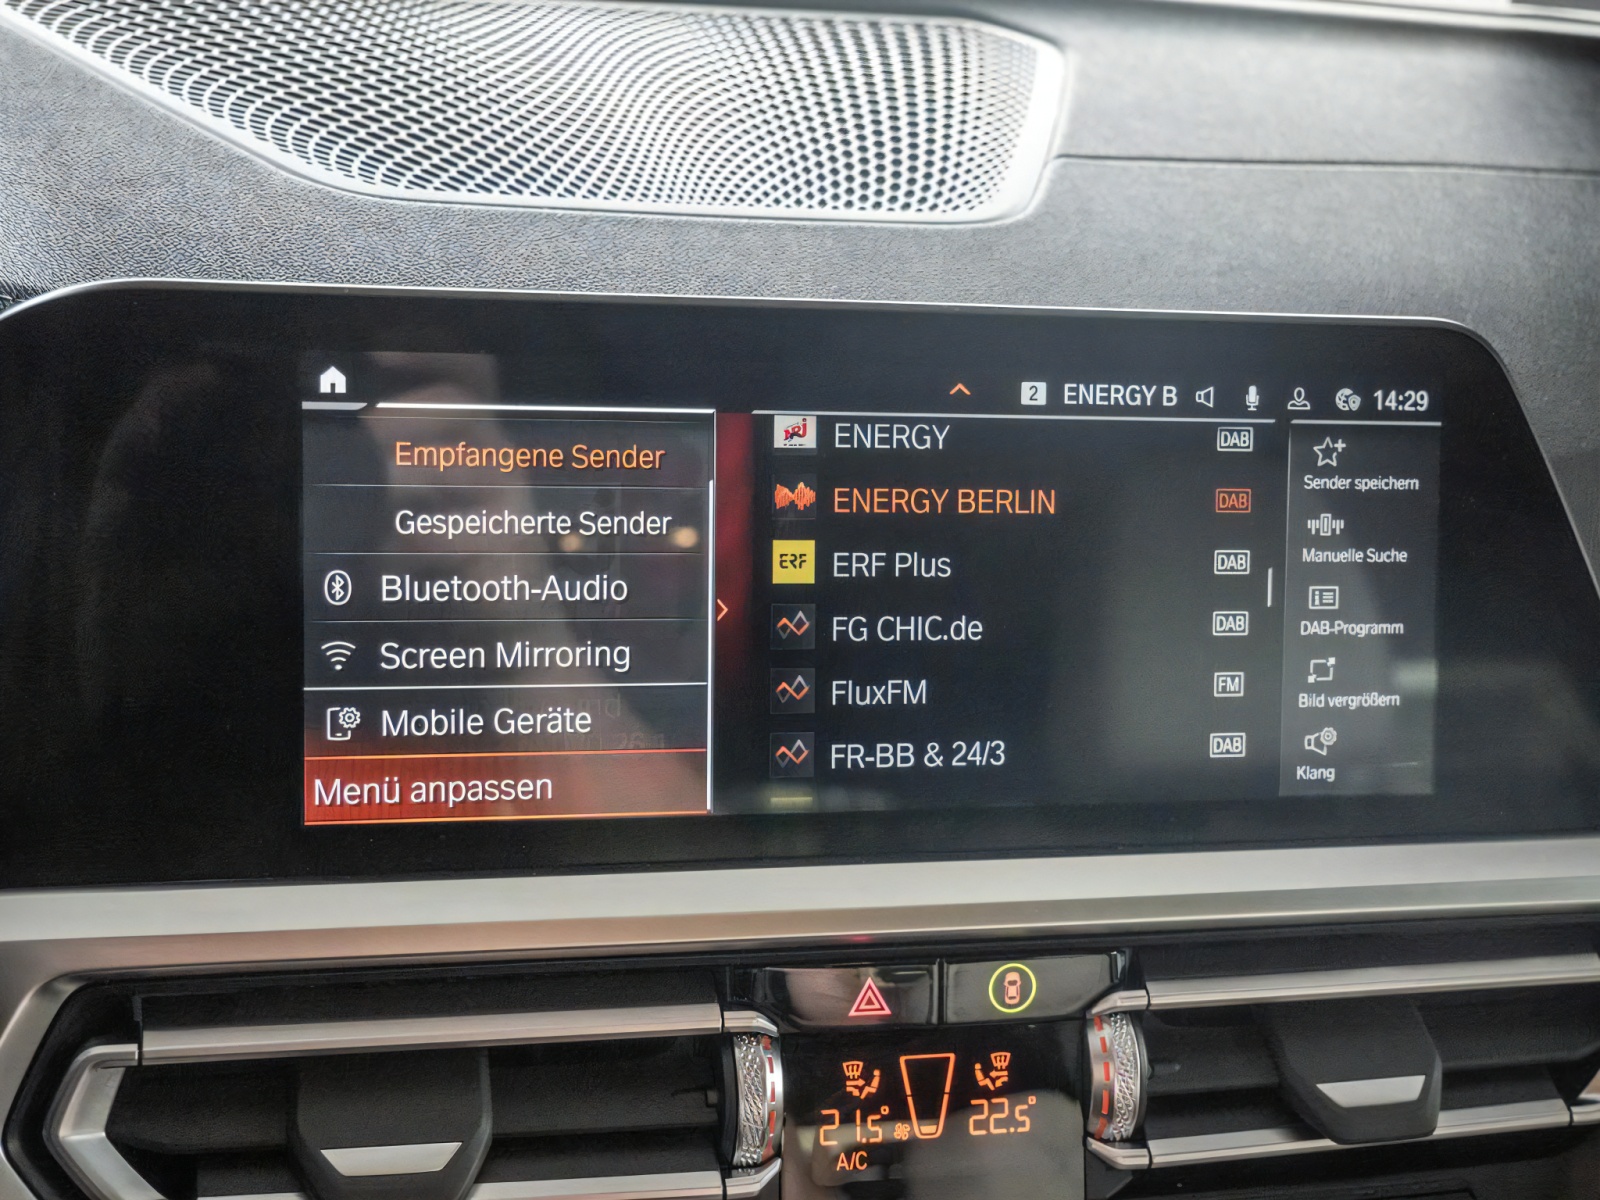 2 ENERGY B 14:29
Empfangene Sender
Gespeicherte Sender
Bluetooth-Audio
Screen Mirroring
Mobile Geräte
Menü anpassen
NRJ ENERGY DAB
ENERGY BERLIN DAB
ERF ERF Plus DAB
FG CHIC.de DAB
FluxFM FM
FR-BB & 24/3 DAB
Sender speichern
Manuelle Suche
DAB-Programm
Bild vergrößern
Klang
21.5° 22.5°
A/C